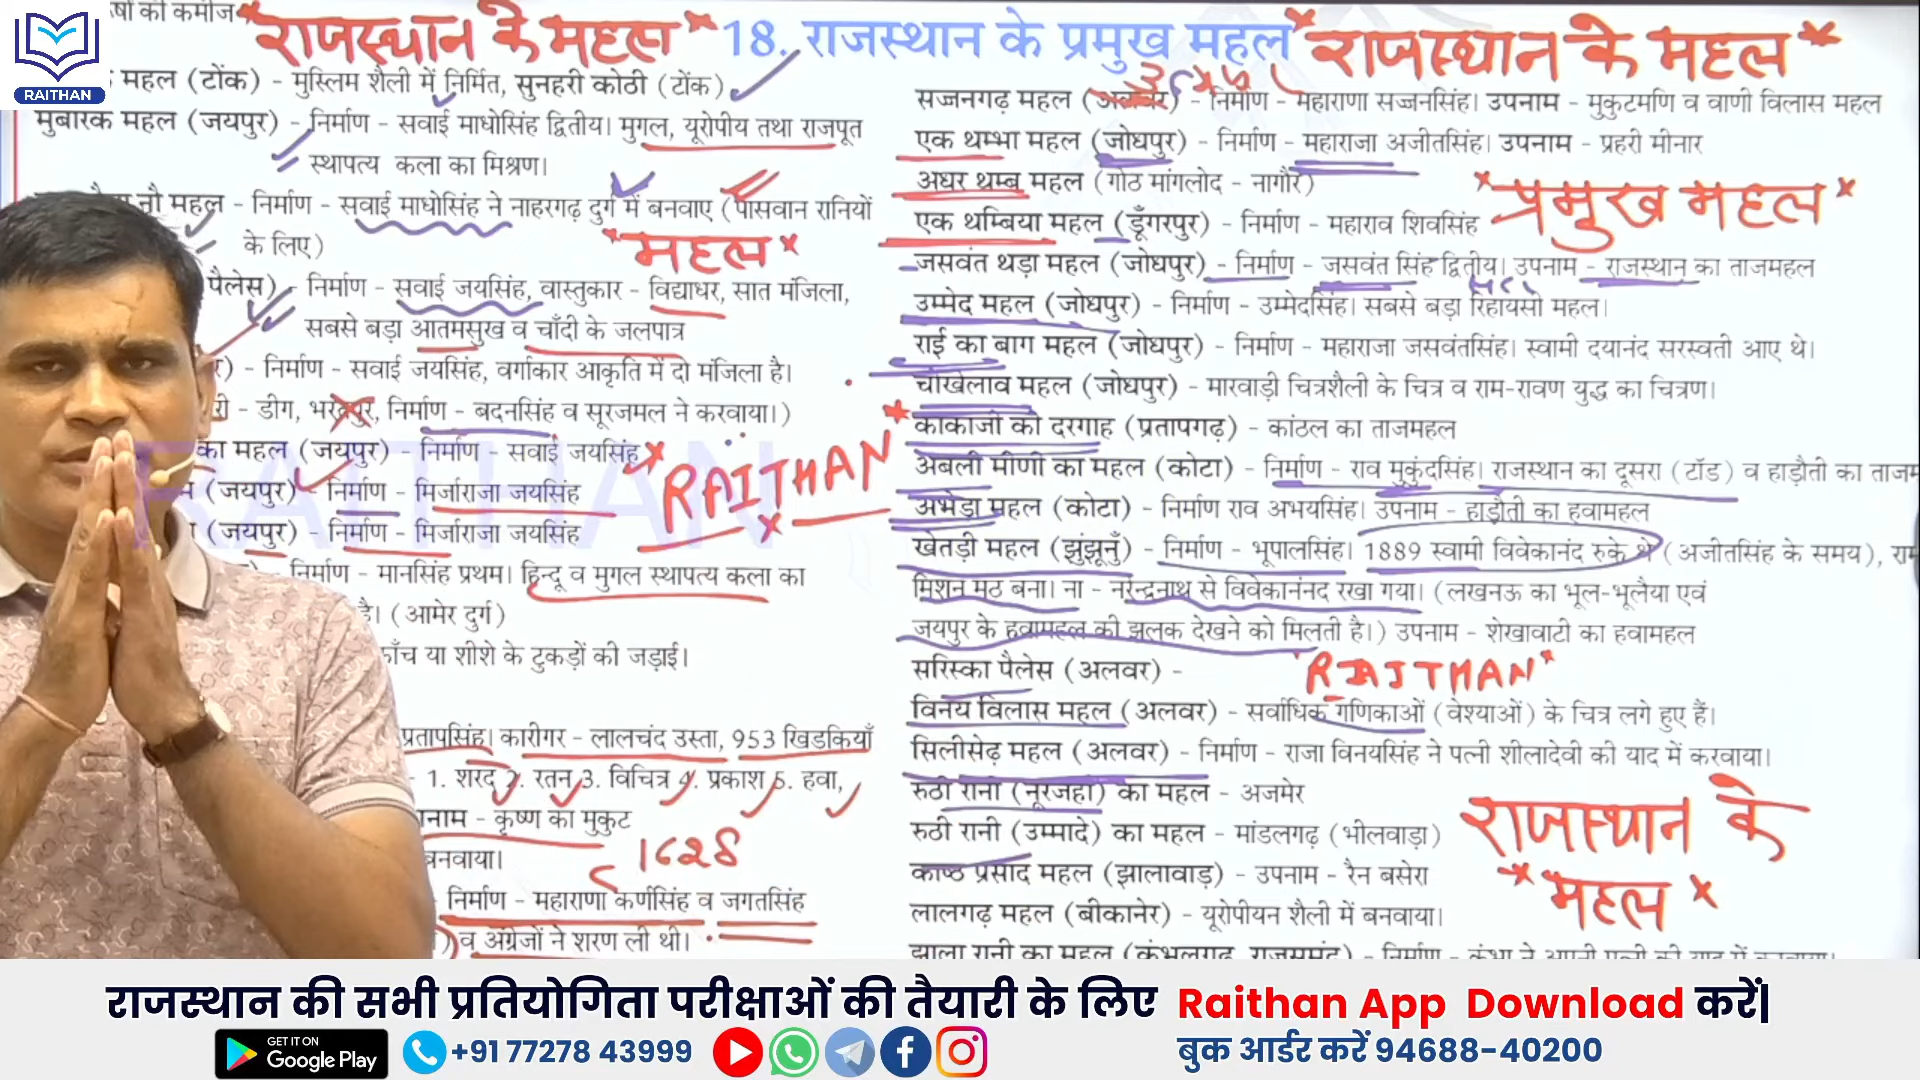 षों की कमीज
RAITHAN
* राजस्थान के महल *
18. राजस्थान के प्रमुख महल
* राजस्थान के महल *
महल (टोंक) - मुस्लिम शैली में निर्मित, सुनहरी कोठी (टोंक)
मुबारक महल (जयपुर) - निर्माण - सवाई माधोसिंह द्वितीय। मुगल, यूरोपीय तथा राजपूत
स्थापत्य कला का मिश्रण।
नौ महल - निर्माण - सवाई माधोसिंह ने नाहरगढ़ दुर्ग में बनवाए (पासवान रानियों
के लिए)
* महल *
पैलेस) - निर्माण - सवाई जयसिंह, वास्तुकार - विद्याधर, सात मंजिला,
सबसे बड़ा आतमसुख व चाँदी के जलपात्र
र) - निर्माण - सवाई जयसिंह, वर्गाकार आकृति में दो मंजिला है।
री - डीग, भरतपुर, निर्माण - बदनसिंह व सूरजमल ने करवाया।)
का महल (जयपुर) - निर्माण - सवाई जयसिंह
(जयपुर) - निर्माण - मिर्जाराजा जयसिंह
(जयपुर) - निर्माण - मिर्जाराजा जयसिंह
RAITHAN
- निर्माण - मानसिंह प्रथम। हिन्दू व मुगल स्थापत्य कला का
है। (आमेर दुर्ग)
काँच या शीशे के टुकड़ों की जड़ाई।
प्रतापसिंह। कारीगर - लालचंद उस्ता, 953 खिडकियाँ
- 1. शरद 2. रतन 3. विचित्र 4. प्रकाश 5. हवा,
नाम - कृष्ण का मुकुट
बनवाया।
1628
निर्माण - महाराणा कर्णसिंह व जगतसिंह
) व अंग्रेजों ने शरण ली थी।
सज्जनगढ़ महल (अलवर) - निर्माण - महाराणा सज्जनसिंह। उपनाम - मुकुटमणि व वाणी विलास महल
एक थम्भा महल (जोधपुर) - निर्माण - महाराजा अजीतसिंह। उपनाम - प्रहरी मीनार
अधर थम्ब महल (गोठ मांगलोद - नागौर)
* प्रमुख महल *
एक थम्बिया महल (डूँगरपुर) - निर्माण - महाराव शिवसिंह
जसवंत थड़ा महल (जोधपुर) - निर्माण - जसवंत सिंह द्वितीय। उपनाम - राजस्थान का ताजमहल
उम्मेद महल (जोधपुर) - निर्माण - उम्मेदसिंह। सबसे बड़ा रिहायसी महल।
राई का बाग महल (जोधपुर) - निर्माण - महाराजा जसवंतसिंह। स्वामी दयानंद सरस्वती आए थे।
चोखेलाव महल (जोधपुर) - मारवाड़ी चित्रशैली के चित्र व राम-रावण युद्ध का चित्रण।
काकाजी की दरगाह (प्रतापगढ़) - कांठल का ताजमहल
अबली मीणी का महल (कोटा) - निर्माण - राव मुकुंदसिंह। राजस्थान का दूसरा (टॉड) व हाड़ौती का ताजम
अभेड़ा महल (कोटा) - निर्माण राव अभयसिंह। उपनाम - हाड़ौती का हवामहल
खेतड़ी महल (झुंझूनुँ) - निर्माण - भूपालसिंह। 1889 स्वामी विवेकानंद रुके थे (अजीतसिंह के समय), राम
मिशन मठ बना। ना - नरेन्द्रनाथ से विवेकानंनद रखा गया। (लखनऊ का भूल-भूलैया एवं
जयपुर के हवामहल की झलक देखने को मिलती है।) उपनाम - शेखावाटी का हवामहल
सरिस्का पैलेस (अलवर) -
RAITHAN
विनय विलास महल (अलवर) - सर्वाधिक गणिकाओं (वेश्याओं) के चित्र लगे हुए हैं।
सिलीसेढ़ महल (अलवर) - निर्माण - राजा विनयसिंह ने पत्नी शीलादेवी की याद में करवाया।
रुठी रानी (नूरजहां) का महल - अजमेर
रुठी रानी (उम्मादे) का महल - मांडलगढ़ (भीलवाड़ा)
काष्ठ प्रसाद महल (झालावाड़) - उपनाम - रैन बसेरा
लालगढ़ महल (बीकानेर) - यूरोपीयन शैली में बनवाया।
झाला रानी का महल (कुंभलगढ़, राजसमंद) - निर्माण - कुंभा ने अपनी पत्नी की याद में करवाया।
राजस्थान के
* महल *
राजस्थान की सभी प्रतियोगिता परीक्षाओं की तैयारी के लिए Raithan App Download करें|
GET IT ON
Google Play
+91 77278 43999
बुक आर्डर करें 94688-40200